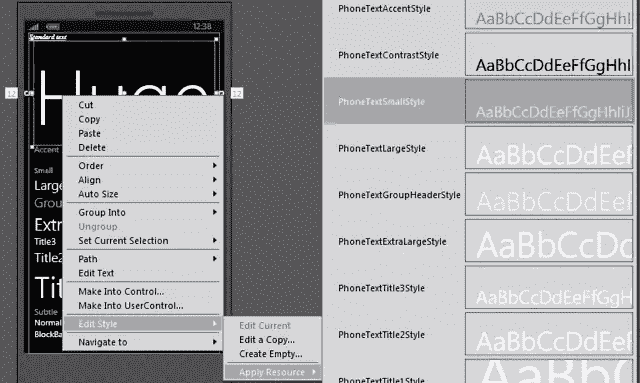 12:38
Standard text
Huge
12
12
Accent
Small
Large
Grou
Extr
Title3
Title2
Tit
Subtle
Normal
BlockBa
Cut
Copy
Paste
Delete
Order
Align
Auto Size
Group Into
Ungroup
Set Current Selection
Path
Edit Text
Make Into Control...
Make Into UserControl...
Edit Style
Navigate to
Edit Current
Edit a Copy...
Create Empty...
Apply Resource
PhoneTextAccentStyle
AaBbCcDdEeFfGgHhI
PhoneTextContrastStyle
AaBbCcDdEeFfGgHhI
PhoneTextSmallStyle
AaBbCcDdEeFfGgHhIiJ
PhoneTextLargeStyle
AaBbCcDdEef
PhoneTextGroupHeaderStyle
AaBbCcDdEef
PhoneTextExtraLargeStyle
AaBbCcDd
PhoneTextTitle3Style
AaBbCcDdEeFfGgH
PhoneTextTitle2Style
AaBbCcDdEef
PhoneTextTitle1Style